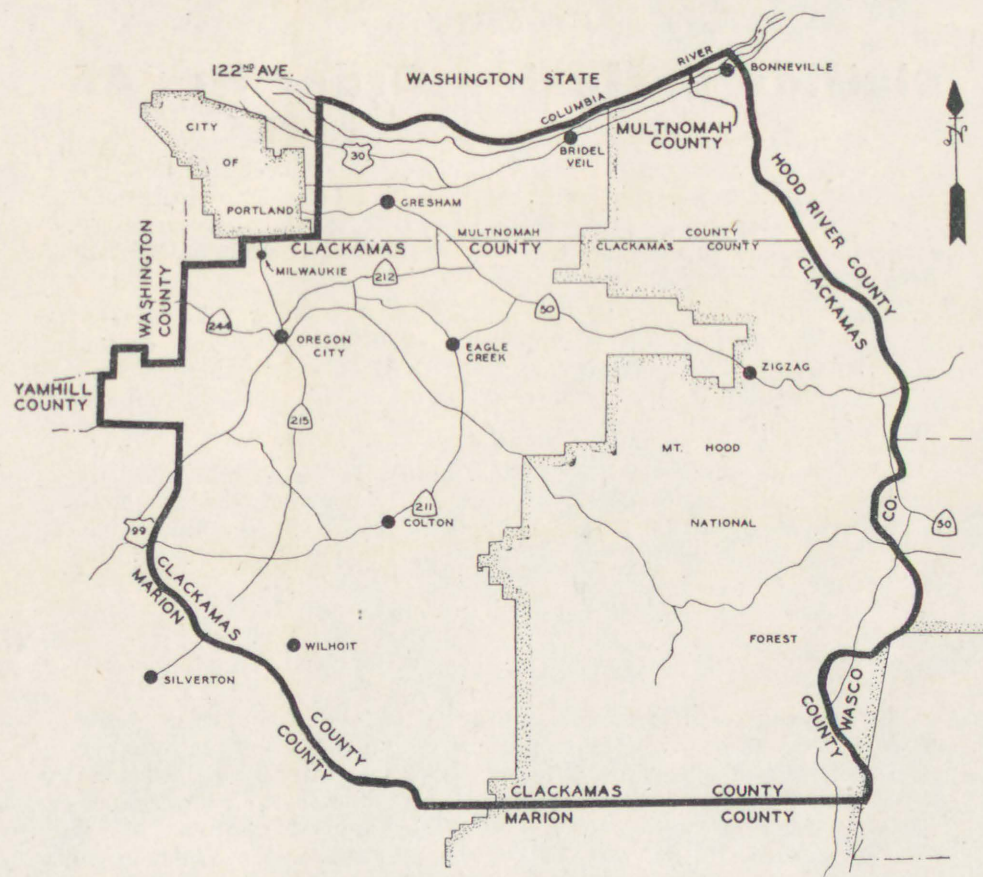 122ND AVE.
WASHINGTON STATE
COLUMBIA RIVER
BONNEVILLE
CITY
OF
PORTLAND
30
BRIDEL
VEIL
MULTNOMAH
COUNTY
N
GRESHAM
HOOD RIVER COUNTY
CLACKAMAS CO.
MULTNOMAH COUNTY
CLACKAMAS COUNTY
CLACKAMAS COUNTY
WASHINGTON
COUNTY
MILWAUKIE
212
244
OREGON
CITY
50
EAGLE
CREEK
ZIGZAG
YAMHILL
COUNTY
215
MT. HOOD
NATIONAL
FOREST
211
COLTON
99
50
CLACKAMAS COUNTY
MARION COUNTY
WILHOIT
SILVERTON
WASCO
COUNTY
CLACKAMAS COUNTY
MARION COUNTY